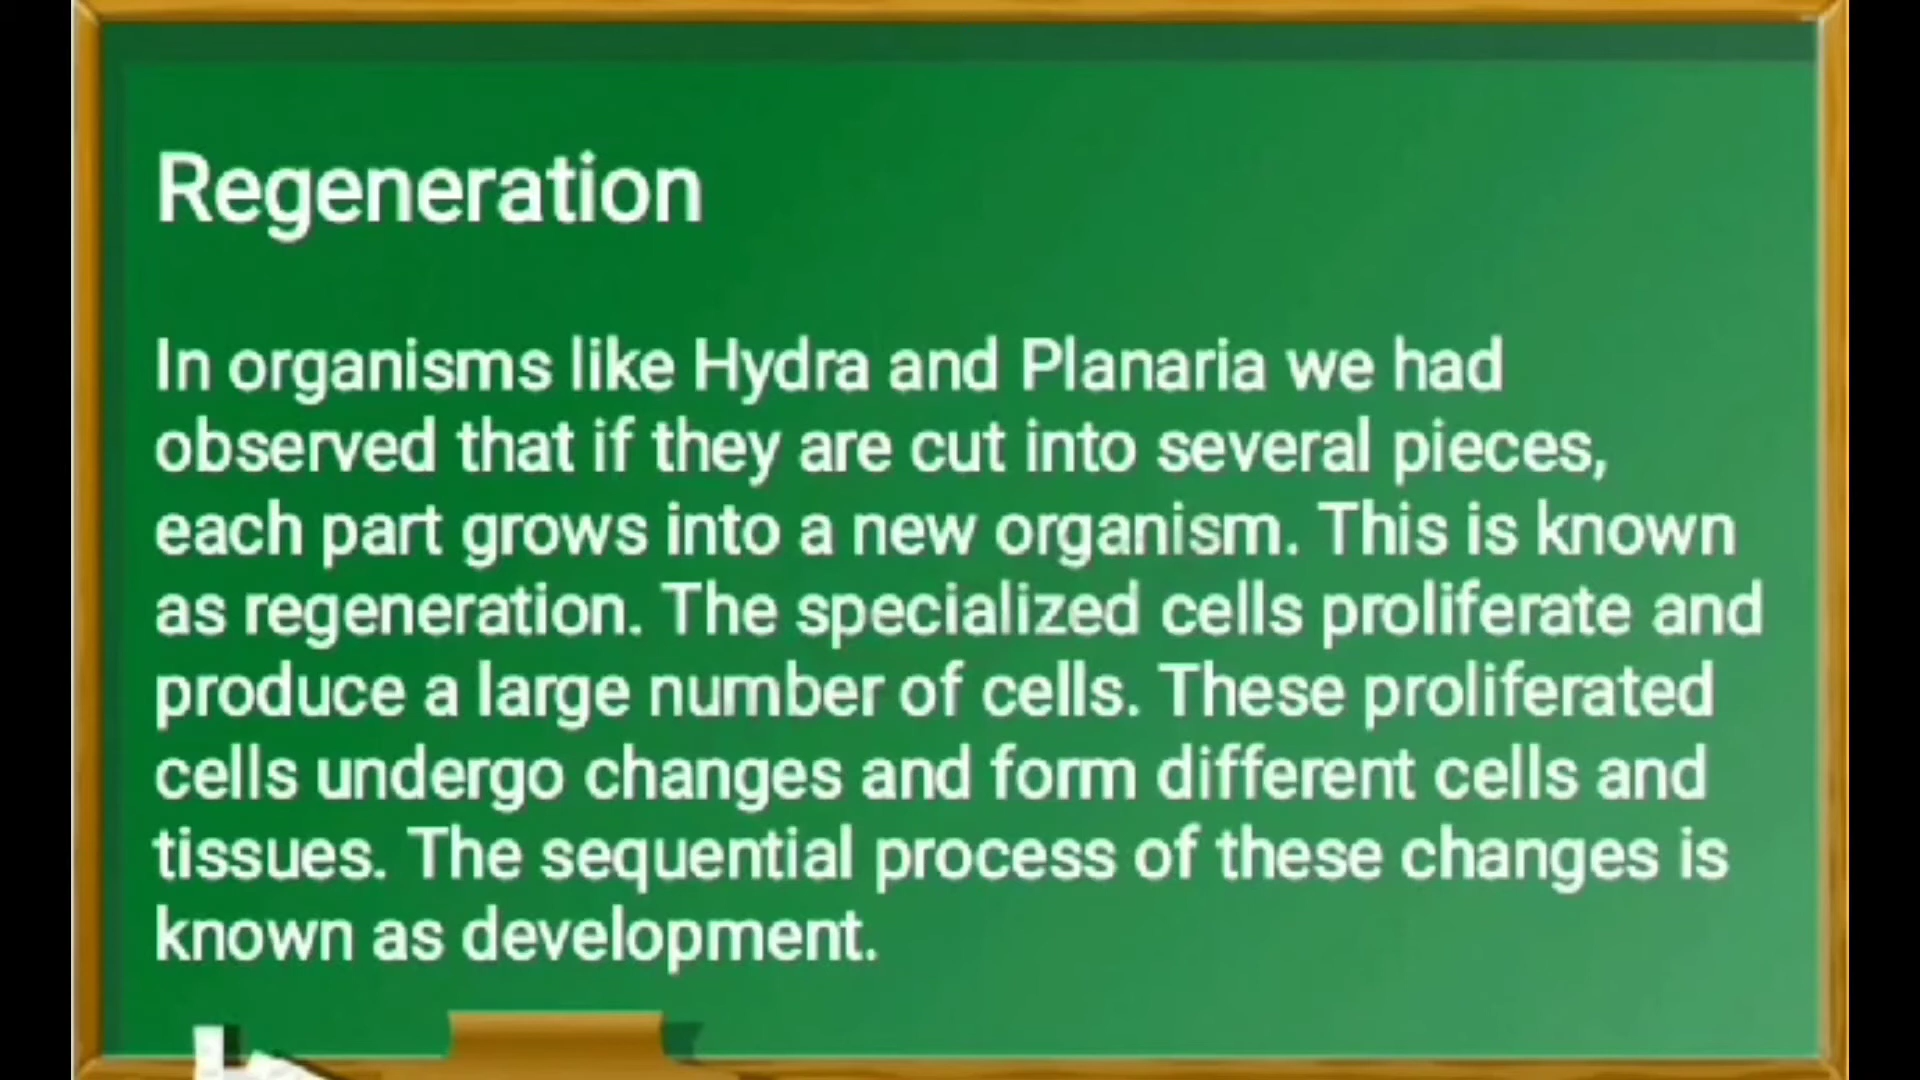 Regeneration
In organisms like Hydra and Planaria we had
observed that if they are cut into several pieces,
each part grows into a new organism. This is known
as regeneration. The specialized cells proliferate and
produce a large number of cells. These proliferated
cells undergo changes and form different cells and
tissues. The sequential process of these changes is
known as development.